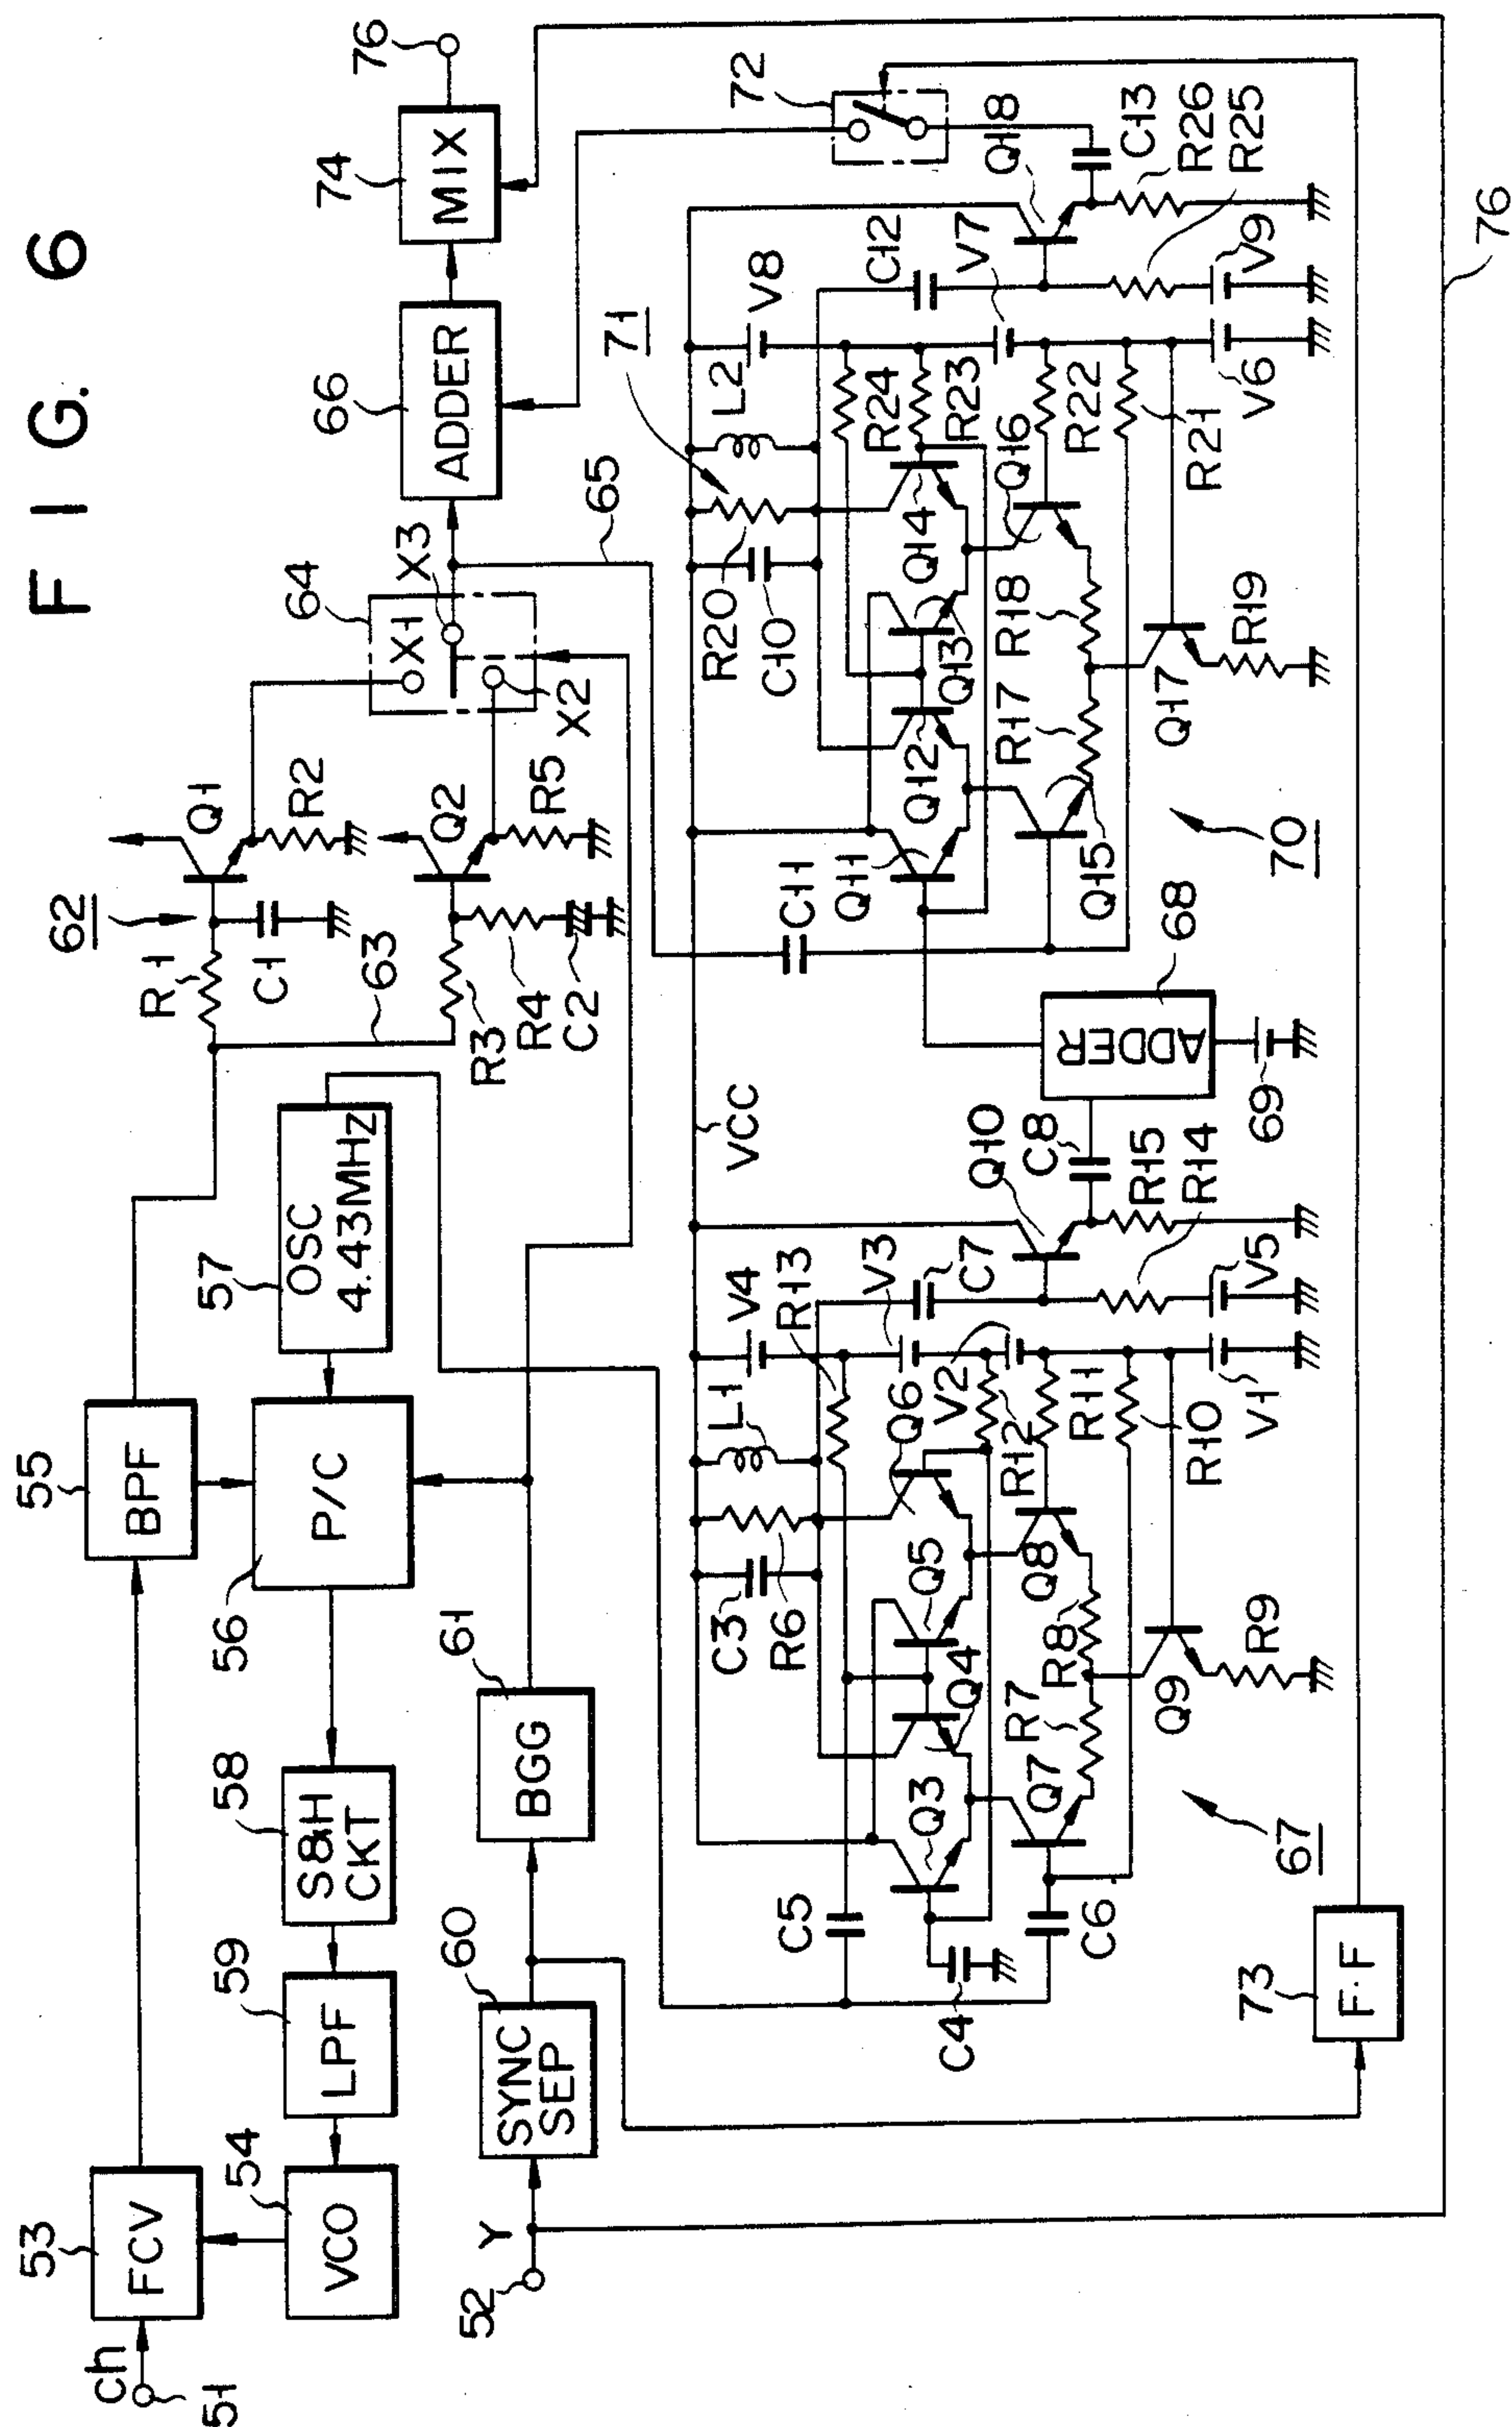 FIG. 6
ch
51
53
FCV
54
VCO
55
BPF
56
P/C
57
OSC
4.43MHz
58
S&H
CKT
59
LPF
52
Y
60
SYNC
SEP
61
BGG
62
R1
C1
Q1
R2
63
R3
R4
C2
Q2
R5
64
X1
X2
X3
65
66
ADDER
74
MIX
76
VCC
C3
R6
L1
V4
R13
V3
C7
V2
Q6
Q5
Q4
Q3
C5
C4
C6
Q7
R7
R8
Q8
R12
R11
R10
V1
V5
R14
R15
Q10
C8
Q9
R9
67
68
ADDER
69
C11
Q11
Q12
Q13
Q14
R20
C10
71
L2
V8
R24
R23
C12
V7
Q15
R17
R18
Q16
R22
R21
V6
V9
Q17
R19
70
72
Q18
C13
R26
R25
73
F·F
76